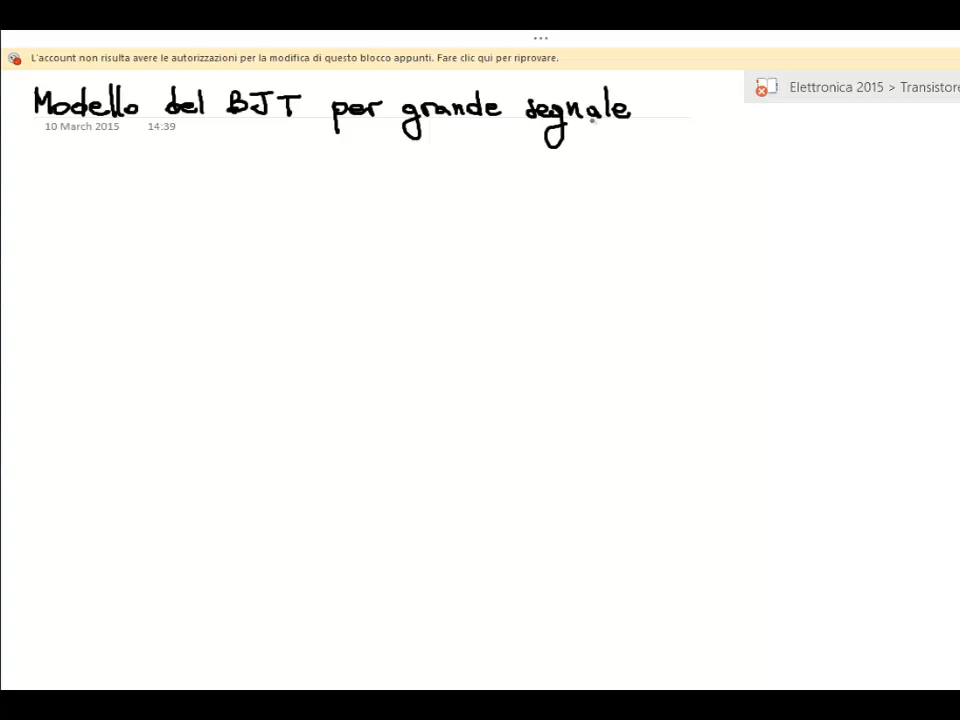 L'account non risulta avere le autorizzazioni per la modifica di questo blocco appunti. Fare clic qui per riprovare.
Elettronica 2015 > Transistore
Modello del BJT per grande segnale
10 March 2015 14:39